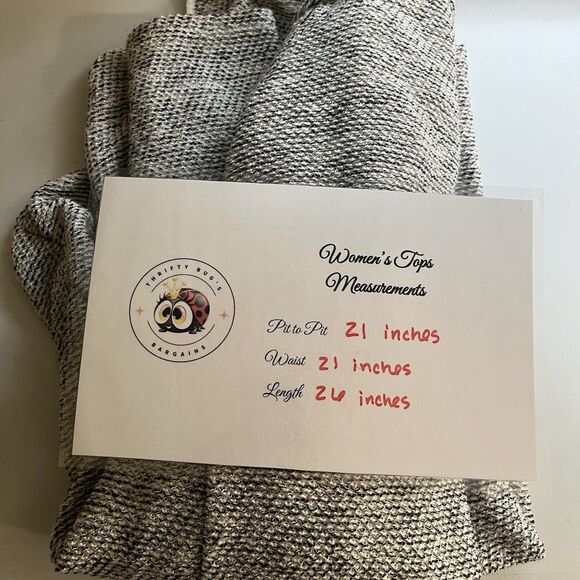 THRIFTY BUG'S
BARGAINS
Women's Tops
Measurements
Pit to Pit 21 inches
Waist 21 inches
Length 26 inches